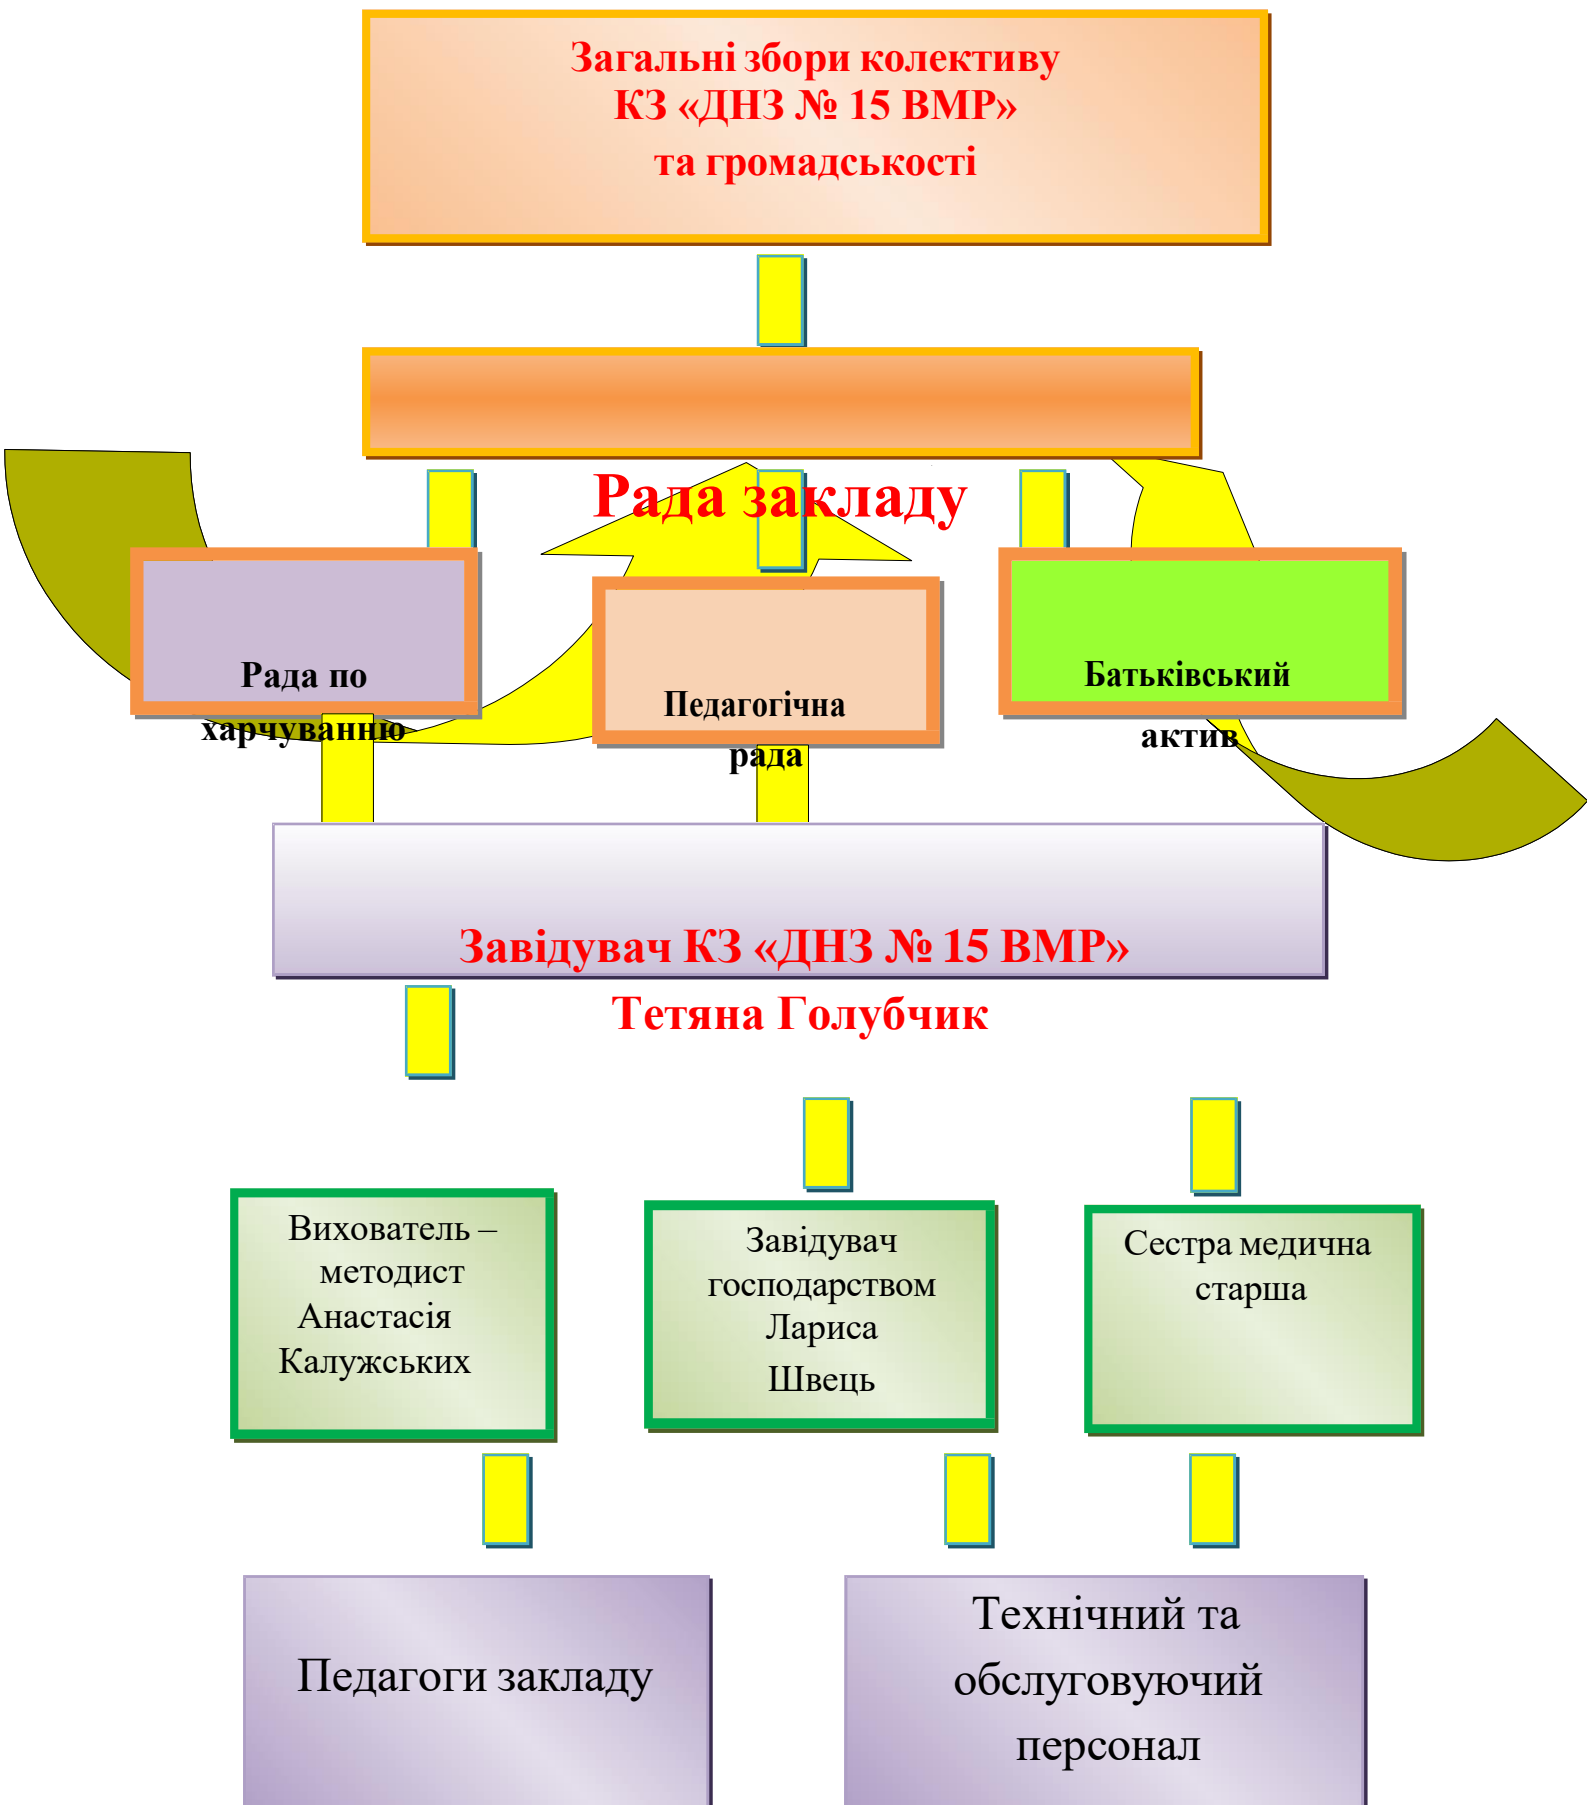 Загальні збори колективу
КЗ «ДНЗ № 15 ВМР»
та громадськості
Рада закладу
Рада по
харчуванню
Педагогічна
рада
Батьківський
актив
Завідувач КЗ «ДНЗ № 15 ВМР»
Тетяна Голубчик
Вихователь –
методист
Анастасія
Калужських
Завідувач
господарством
Лариса
Швець
Сестра медична
старша
Педагоги закладу
Технічний та
обслуговуючий
персонал